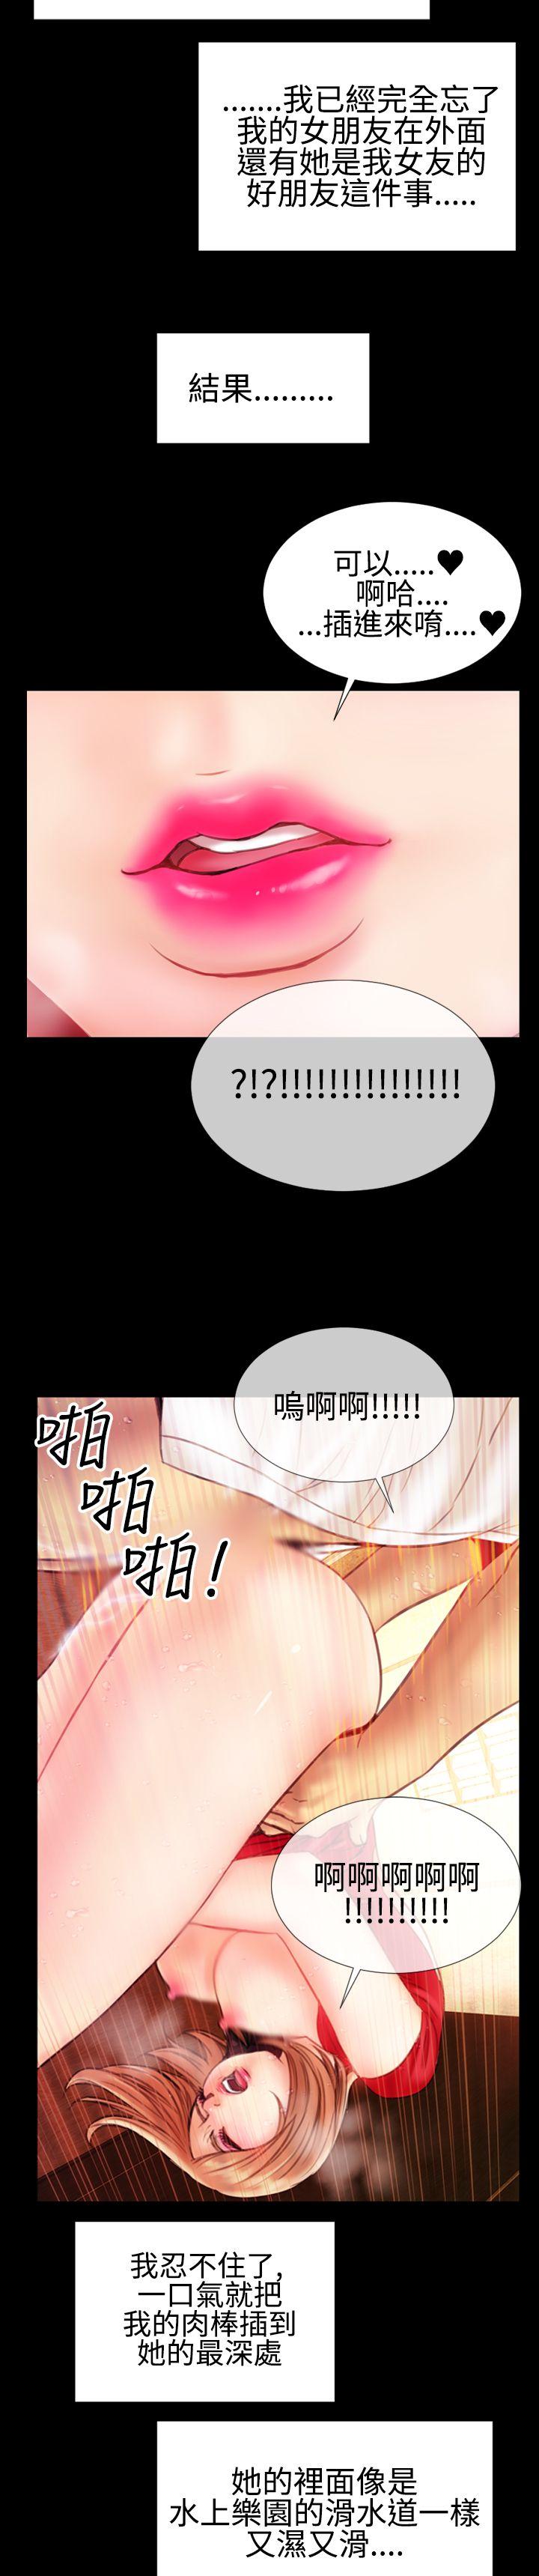 .......我已經完全忘了
我的女朋友在外面
還有她是我女友的
好朋友這件事.....
結果.........
可以.....♥
啊哈....
...插進來唷....♥
?!?!!!!!!!!!!!!!!!
嗚啊啊!!!!!
啪
啪
啪!
啊啊啊啊啊
!!!!!!!!!!
我忍不住了,
一口氣就把
我的肉棒插到
她的最深處
她的裡面像是
水上樂園的滑水道一樣
又濕又滑....